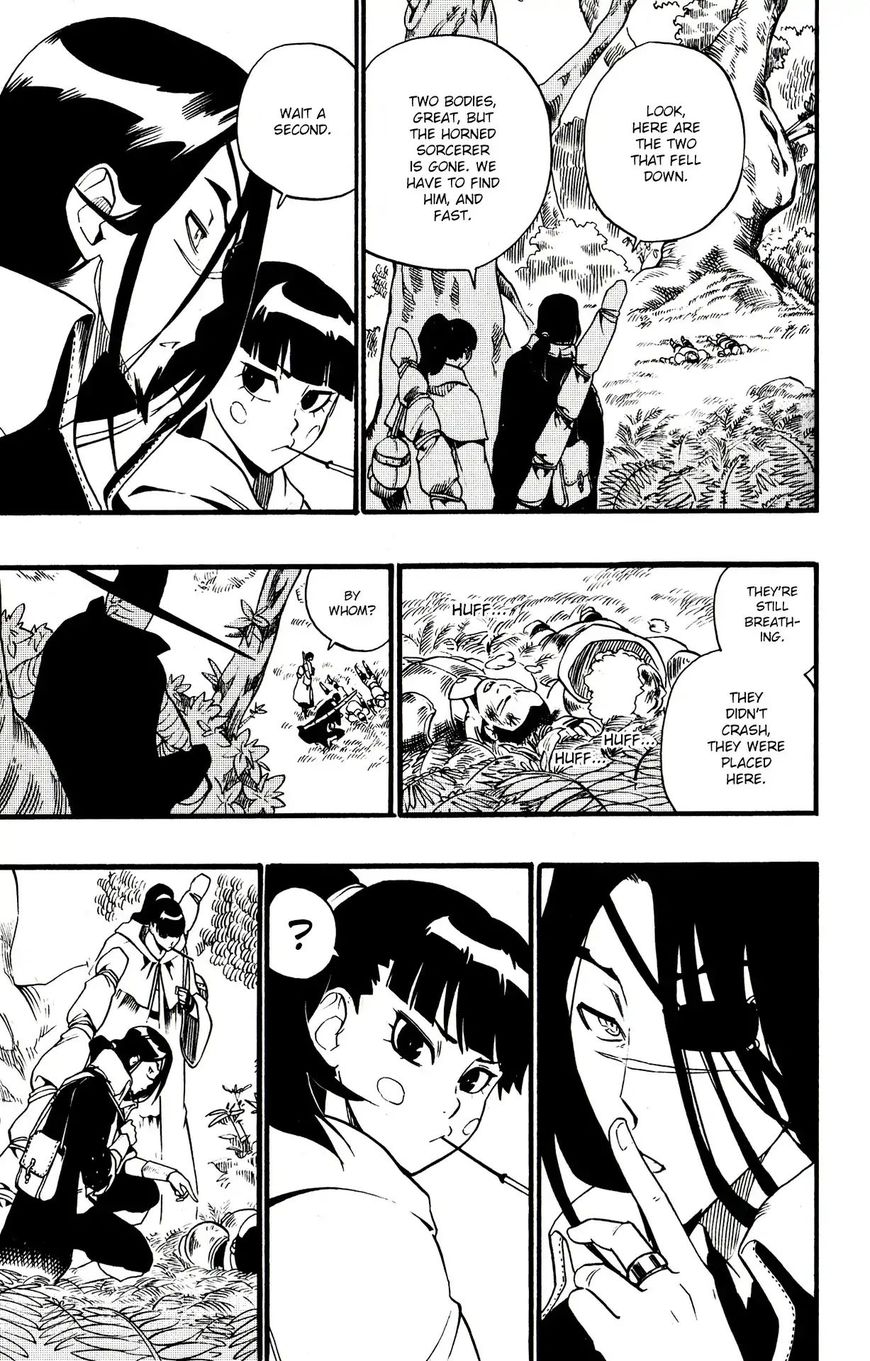 LOOK,
HERE ARE
THE TWO
THAT FELL
DOWN.
TWO BODIES,
GREAT, BUT
THE HORNED
SORCERER
IS GONE. WE
HAVE TO FIND
HIM, AND
FAST.
WAIT A
SECOND.
THEY'RE
STILL
BREATH-
ING.
THEY
DIDN'T
CRASH,
THEY WERE
PLACED
HERE.
HUFF...
HUFF...
HUFF...
BY
WHOM?
?